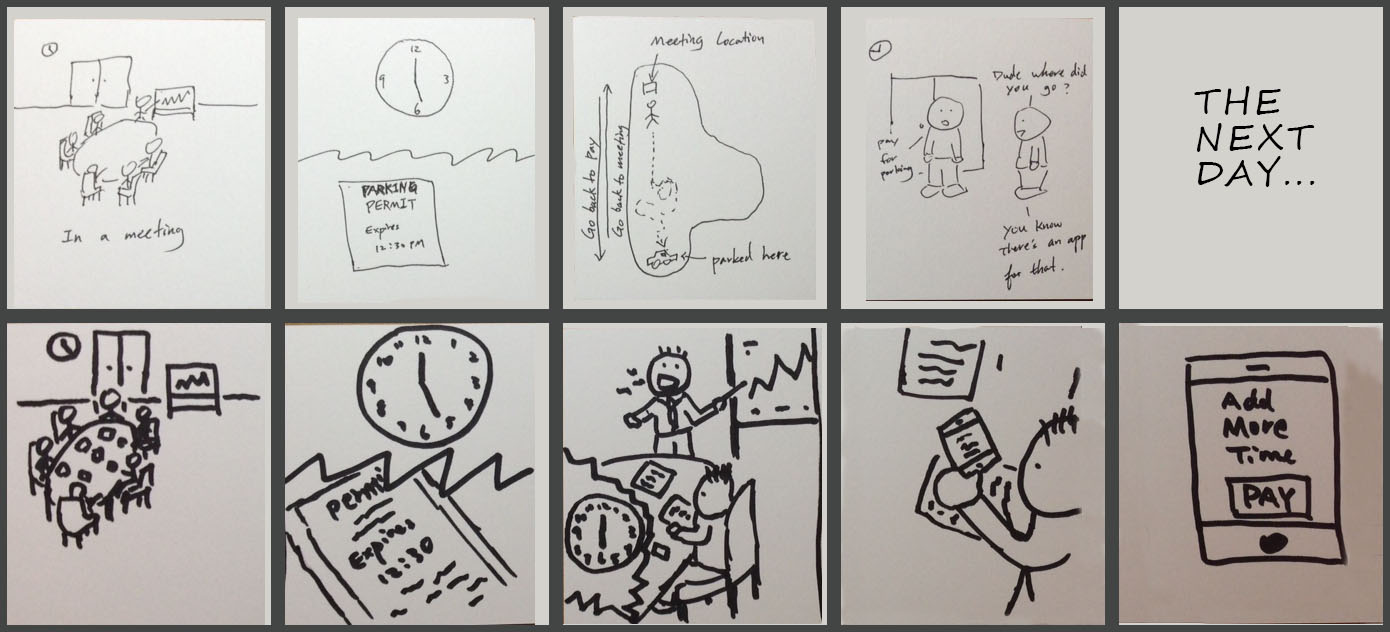 In a meeting
12
9
3
6
PARKING
PERMIT
Expires
12:30 PM
Meeting Location
Go back to Pay
Go back to meeting
parked here
Dude where did
you go?
pay
for
parking
You know
There's an app
for that.
THE
NEXT
DAY...
Permi
Expires
12:30
Add
More
Time
PAY